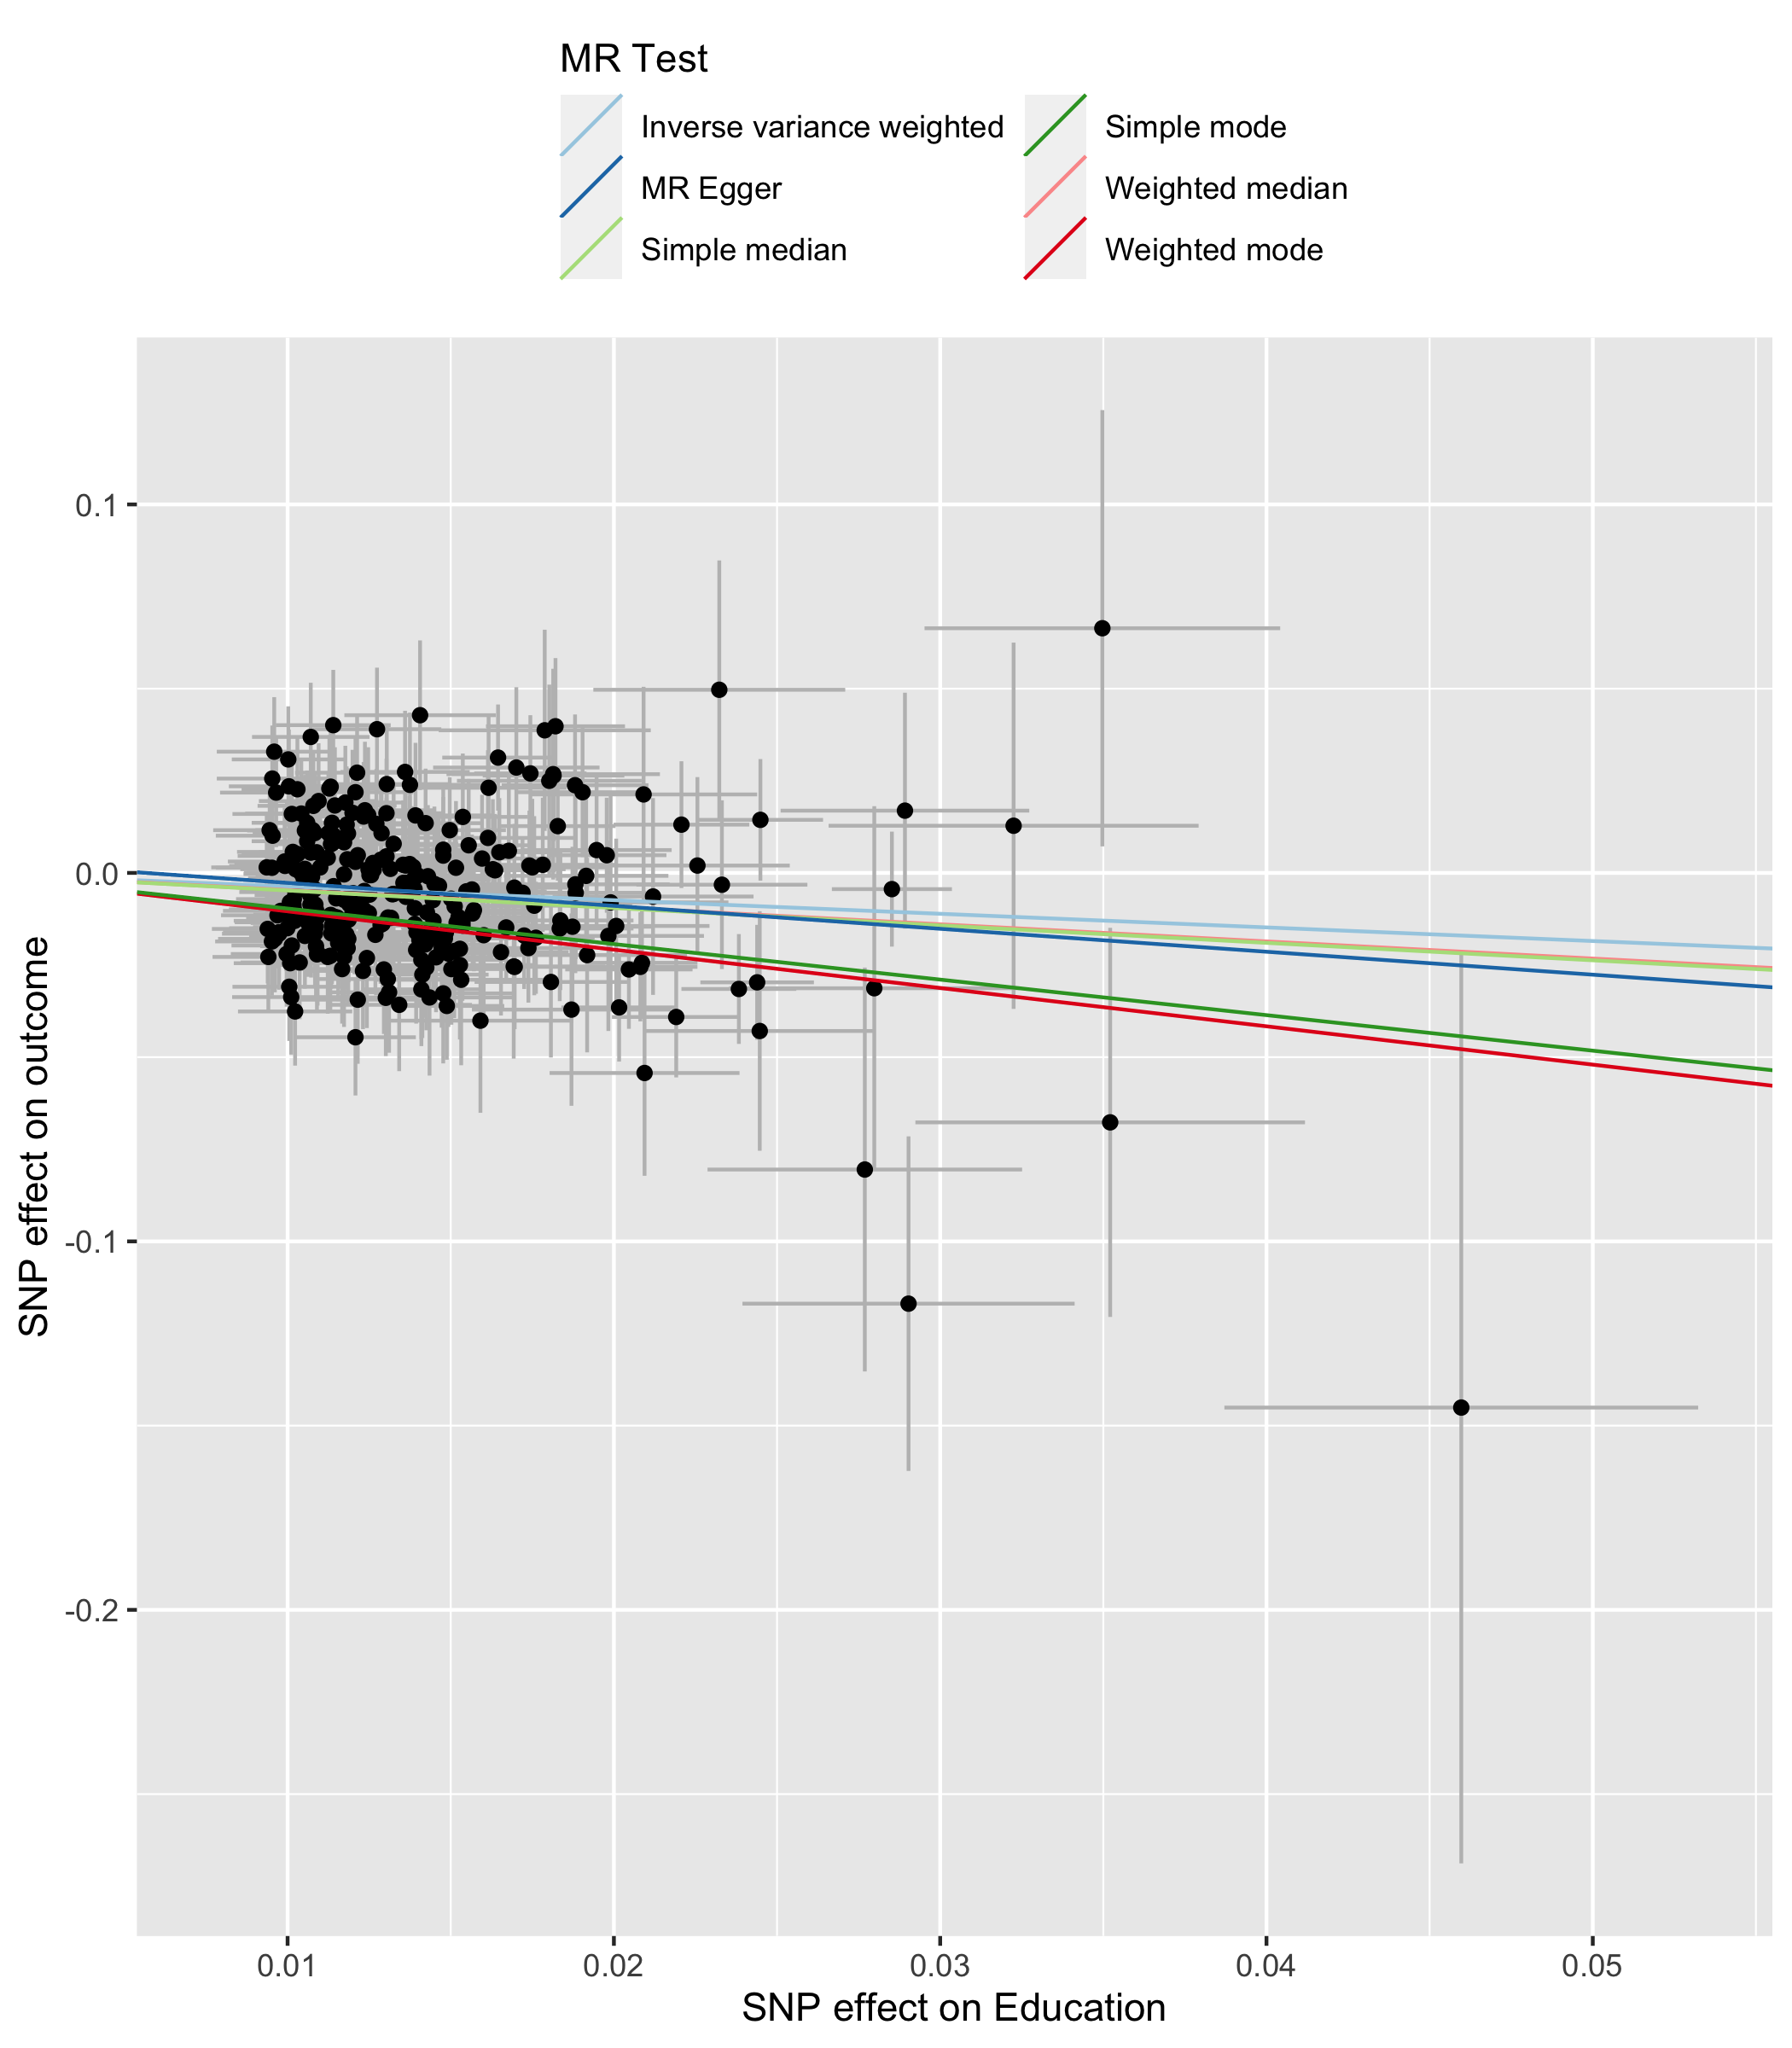 MR Test
Inverse variance weighted
MR Egger
Simple median
Simple mode
Weighted median
Weighted mode
SNP effect on outcome
0.1
0.0
-0.1
-0.2
0.01 0.02 0.03 0.04 0.05
SNP effect on Education